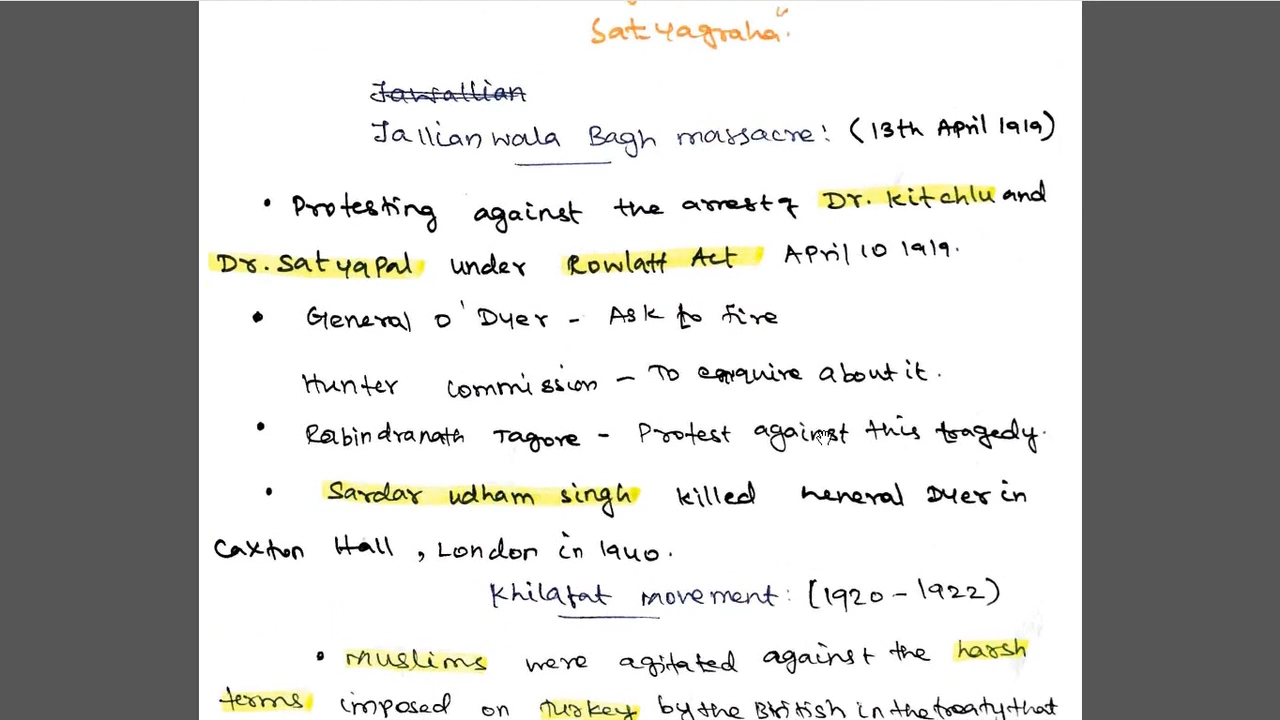 "Satyagraha".
Jallianwala Bagh massacre: (13th April 1919)
• Protesting against the arrest of Dr. Kitchlu and
Dr. Satyapal under Rowlatt Act April 10 1919.
• General O'Dyer - Ask to fire
Hunter commission - To enquire about it.
• Rabindranath Tagore - Protest against this tragedy.
• Sardar Udham Singh killed heneral Dyer in
Caxton Hall, London in 1940.
Khilafat movement: (1920-1922)
• Muslims were agitated against the harsh
terms imposed on Turkey by the British in the treaty that